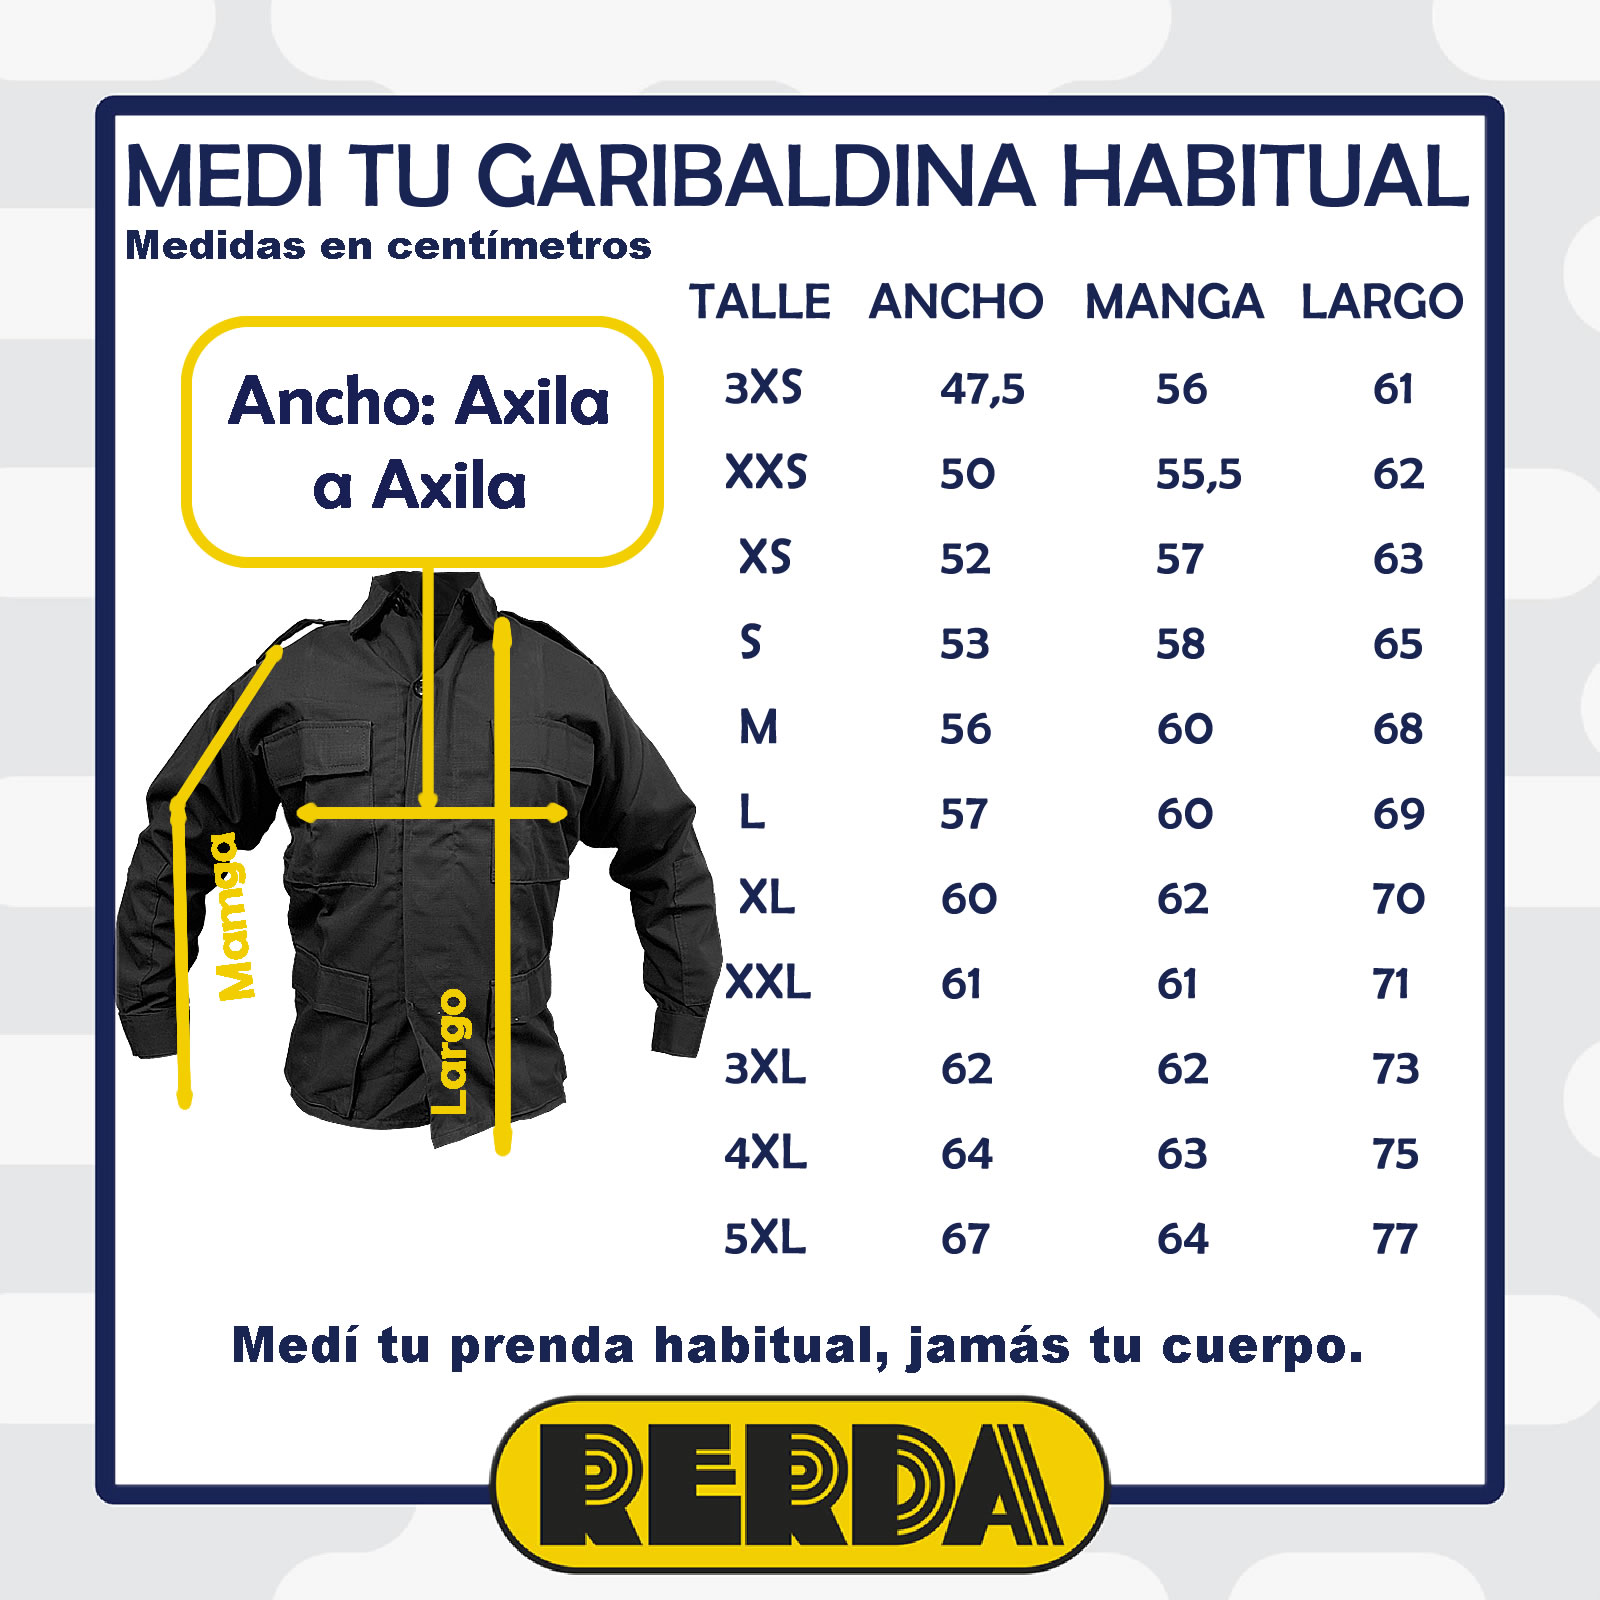 MEDI TU GARIBALDINA HABITUAL
Medidas en centímetros
TALLE ANCHO MANGA LARGO
Ancho: Axila
a Axila
3XS 47,5 56 61
XXS 50 55,5 62
XS 52 57 63
S 53 58 65
M 56 60 68
L 57 60 69
XL 60 62 70
XXL 61 61 71
3XL 62 62 73
4XL 64 63 75
5XL 67 64 77
Mamga
Largo
Medí tu prenda habitual, jamás tu cuerpo.
RERDA